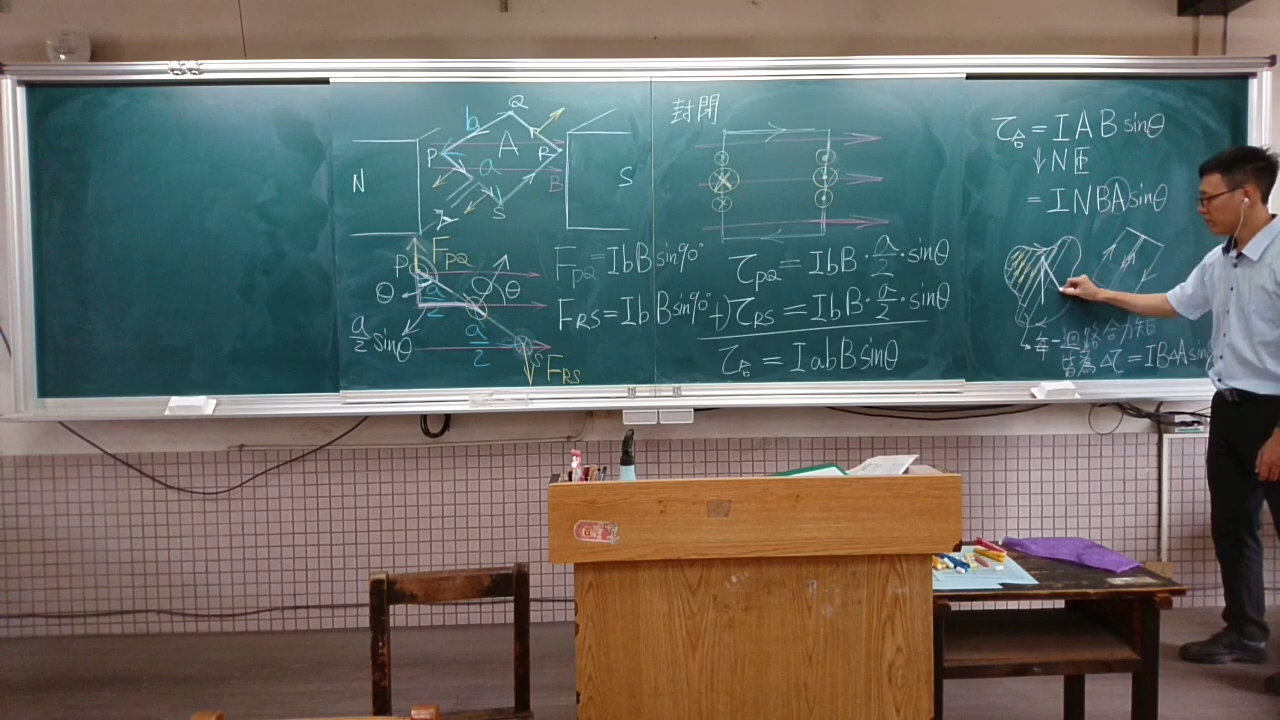 Q
b
A
P
R
a
N
B
S
S
封閉
F_PQ
P
θ
θ
a/2
a/2 sinθ
a/2
S
F_RS
F_PQ = IbB sin90°
F_RS = IbB sin90°
τ_PQ = IbB · a/2 · sinθ
+) τ_RS = IbB · a/2 · sinθ
τ合 = IabB sinθ
τ合 = IAB sinθ
↓N匝
= INBA sinθ
每一迴路合力矩
皆為 Δτ = IBΔA sinθ